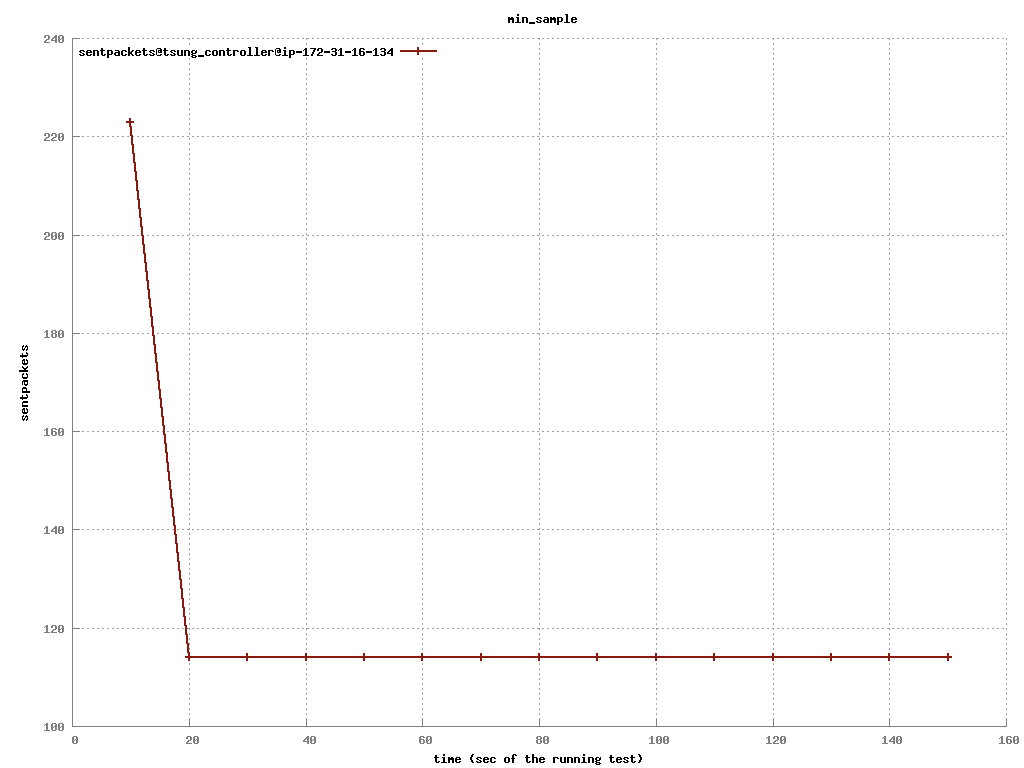 min_sample
240
sentpackets@tsung_controller@ip-172-31-16-134
220
200
180
sentpackets
160
140
120
100
0 20 40 60 80 100 120 140 160
time (sec of the running test)